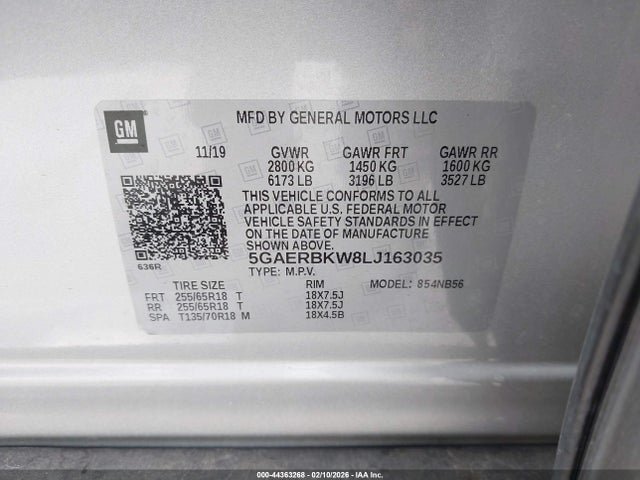 GM
MFD BY GENERAL MOTORS LLC
11/19 GVWR GAWR FRT GAWR RR
2800 KG 1450 KG 1600 KG
6173 LB 3196 LB 3527 LB
THIS VEHICLE CONFORMS TO ALL
APPLICABLE U.S. FEDERAL MOTOR
VEHICLE SAFETY STANDARDS IN EFFECT
ON THE DATE OF MANUFACTURE
SHOWN ABOVE.
636R
5GAERBKW8LJ163035
TYPE: M.P.V. MODEL: 854NB56
TIRE SIZE RIM
FRT 255/65R18 T 18X7.5J
RR 255/65R18 T 18X7.5J
SPA T135/70R18 M 18X4.5B
000-44363268 - 02/10/2026 - IAA Inc.